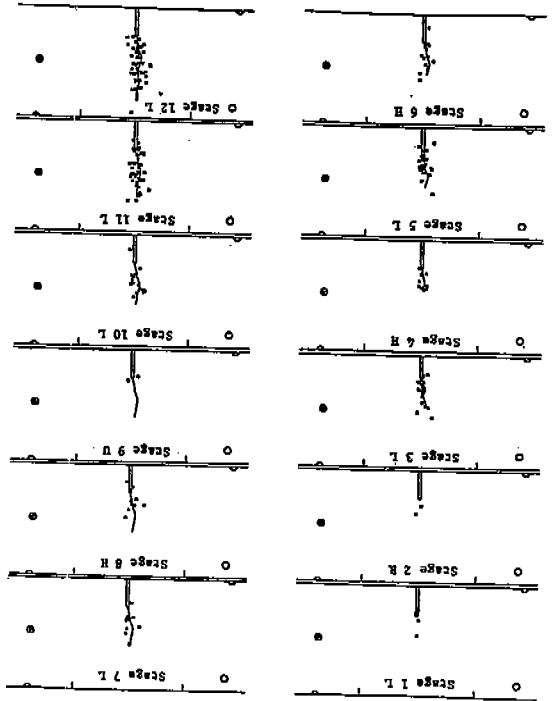 Stage 1 L
Stage 2 R
Stage 3 L
Stage 4 H
Stage 5 L
Stage 6 H
Stage 7 L
Stage 8 H
Stage 9 U
Stage 10 L
Stage 11 L
Stage 12 L